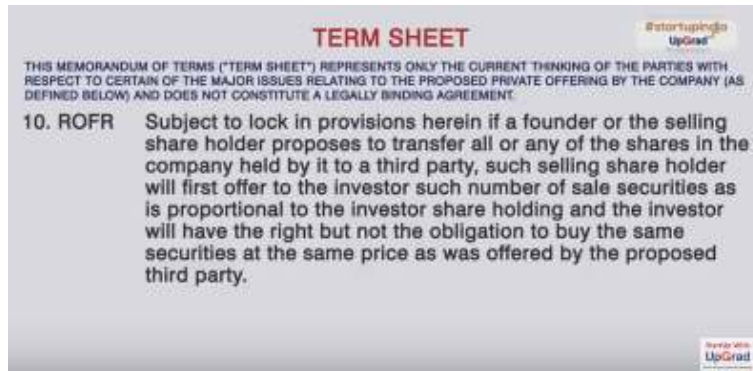 TERM SHEET
#startupindia
UpGrad
THIS MEMORANDUM OF TERMS ("TERM SHEET") REPRESENTS ONLY THE CURRENT THINKING OF THE PARTIES WITH
RESPECT TO CERTAIN OF THE MAJOR ISSUES RELATING TO THE PROPOSED PRIVATE OFFERING BY THE COMPANY (AS
DEFINED BELOW) AND DOES NOT CONSTITUTE A LEGALLY BINDING AGREEMENT.
10. ROFR Subject to lock in provisions herein if a founder or the selling
share holder proposes to transfer all or any of the shares in the
company held by it to a third party, such selling share holder
will first offer to the investor such number of sale securities as
is proportional to the investor share holding and the investor
will have the right but not the obligation to buy the same
securities at the same price as was offered by the proposed
third party.
UpGrad